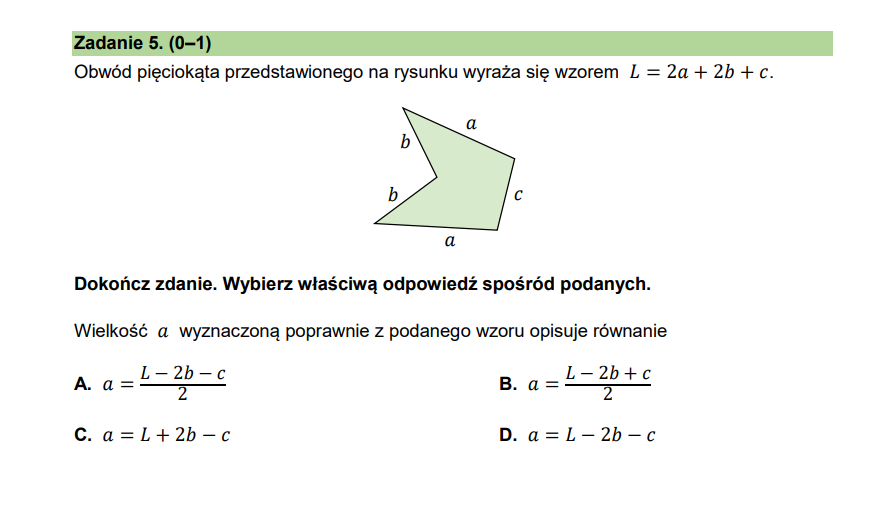 Zadanie 5. (0–1)
Obwód pięciokąta przedstawionego na rysunku wyraża się wzorem L = 2a + 2b + c.
a
b
b
c
a
Dokończ zdanie. Wybierz właściwą odpowiedź spośród podanych.
Wielkość a wyznaczoną poprawnie z podanego wzoru opisuje równanie
A. a = \frac{L − 2b − c}{2}
B. a = \frac{L − 2b + c}{2}
C. a = L + 2b − c
D. a = L − 2b − c